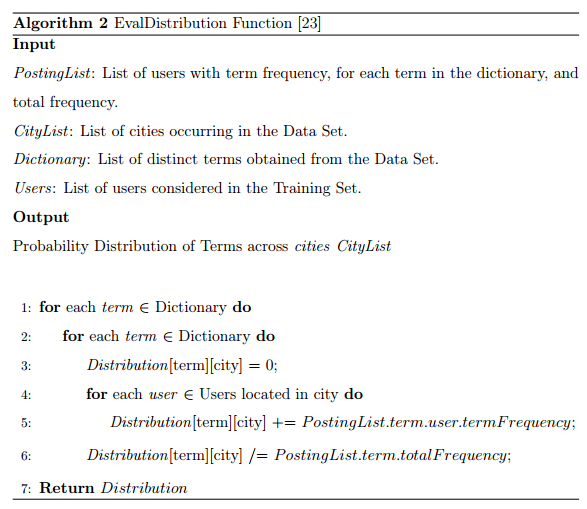 Algorithm 2 EvalDistribution Function [23]
Input
PostingList: List of users with term frequency, for each term in the dictionary, and
total frequency.
CityList: List of cities occurring in the Data Set.
Dictionary: List of distinct terms obtained from the Data Set.
Users: List of users considered in the Training Set.
Output
Probability Distribution of Terms across cities CityList
1: for each term ∈ Dictionary do
2: for each term ∈ Dictionary do
3: Distribution[term][city] = 0;
4: for each user ∈ Users located in city do
5: Distribution[term][city] += PostingList.term.user.termFrequency;
6: Distribution[term][city] /= PostingList.term.totalFrequency;
7: Return Distribution